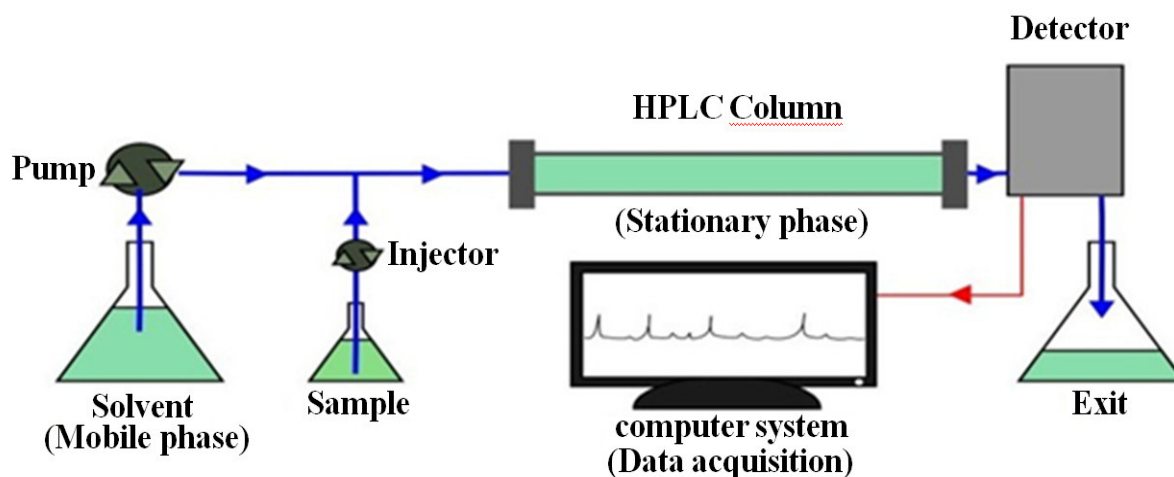 Detector
HPLC Column
Pump
(Stationary phase)
Injector
Solvent
(Mobile phase)
Sample
computer system
(Data acquisition)
Exit